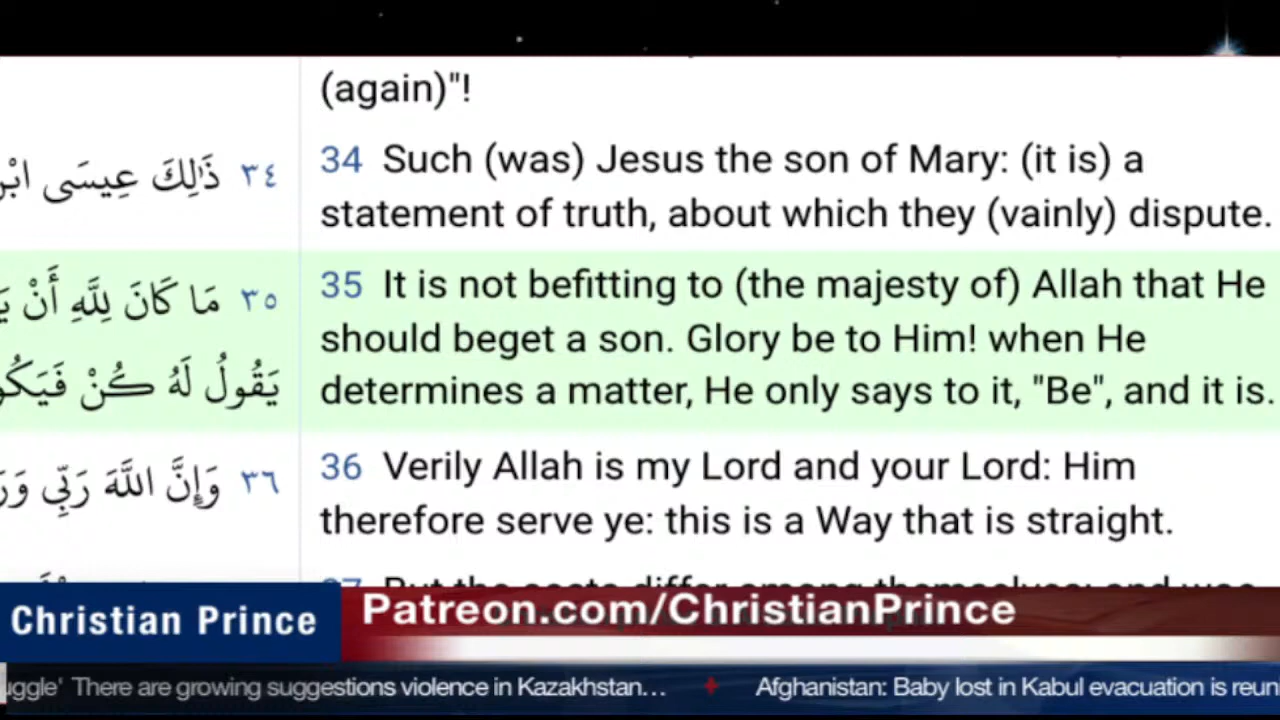 (again)"!
٣٤ ذَٰلِكَ عِيسَى
34 Such (was) Jesus the son of Mary: (it is) a
statement of truth, about which they (vainly) dispute.
٣٥ مَا كَانَ لِلَّهِ أَنْ
يَقُولُ لَهُ كُنْ
35 It is not befitting to (the majesty of) Allah that He
should beget a son. Glory be to Him! when He
determines a matter, He only says to it, "Be", and it is.
٣٦ وَإِنَّ اللَّهَ رَبِّي
36 Verily Allah is my Lord and your Lord: Him
therefore serve ye: this is a Way that is straight.
Christian Prince
Patreon.com/ChristianPrince
There are growing suggestions violence in Kazakhstan... Afghanistan: Baby lost in Kabul evacuation is